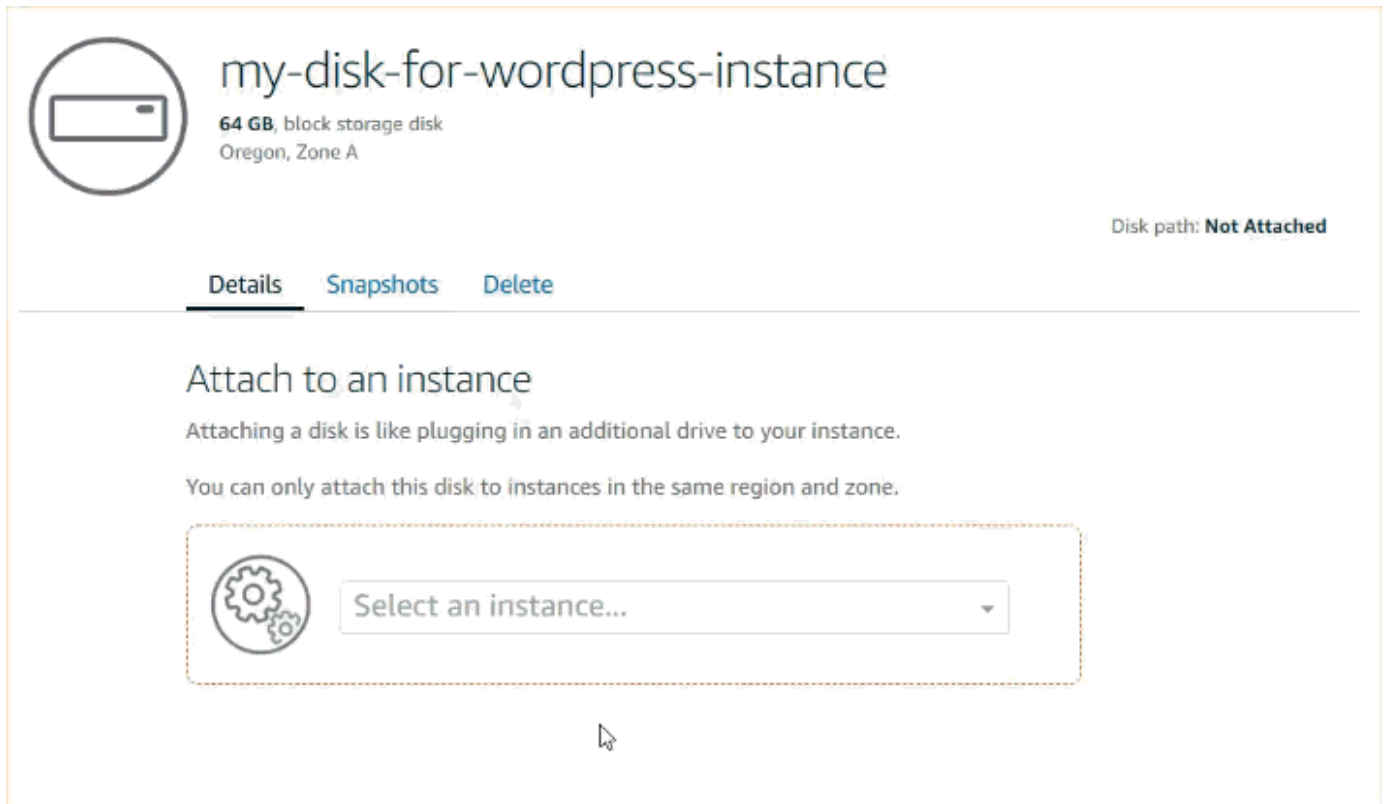 my-disk-for-wordpress-instance
64 GB, block storage disk
Oregon, Zone A
Disk path: Not Attached
Details Snapshots Delete
Attach to an instance
Attaching a disk is like plugging in an additional drive to your instance.
You can only attach this disk to instances in the same region and zone.
Select an instance...